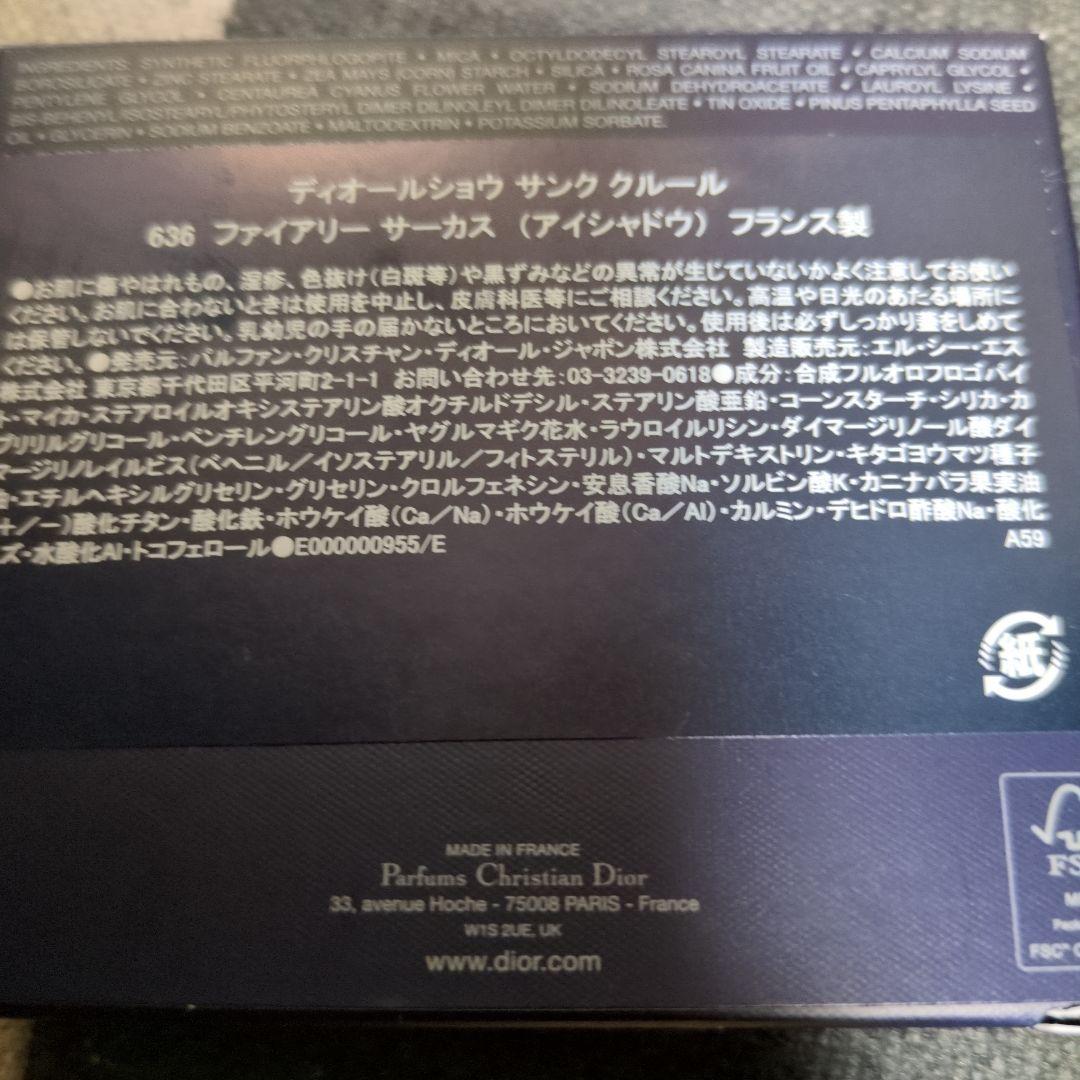 INGREDIENTS SYNTHETIC FLUORPHLOGOPITE • MICA • OCTYLDODECYL STEAROYL STEARATE • CALCIUM SODIUM
BOROSILICATE • ZINC STEARATE • ZEA MAYS (CORN) STARCH • SILICA • ROSA CANINA FRUIT OIL • CAPRYLYL GLYCOL •
PENTYLENE GLYCOL • CENTAUREA CYANUS FLOWER WATER • SODIUM DEHYDROACETATE • LAUROYL LYSINE •
BIS-BEHENYL/ISOSTEARYL/PHYTOSTERYL DIMER DILINOLEYL DIMER DILINOLEATE • TIN OXIDE • PINUS PENTAPHYLLA SEED
OIL • GLYCERIN • SODIUM BENZOATE • MALTODEXTRIN • POTASSIUM SORBATE.
ディオールショウ サンク クルール
636 ファイアリー サーカス （アイシャドウ） フランス製
●お肌に傷やはれもの、湿疹、色抜け（白斑等）や黒ずみなどの異常が生じていないかよく注意してお使い
ください。お肌に合わないときは使用を中止し、皮膚科医等にご相談ください。高温や日光のあたる場所に
は保管しないでください。乳幼児の手の届かないところにおいてください。使用後は必ずしっかり蓋をしめて
ください。●発売元：パルファン・クリスチャン・ディオール・ジャポン株式会社 製造販売元：エル・シー・エス
株式会社 東京都千代田区平河町2-1-1 お問い合わせ先：03-3239-0618●成分：合成フルオロフロゴパイ
ト・マイカ・ステアロイルオキシステアリン酸オクチルドデシル・ステアリン酸亜鉛・コーンスターチ・シリカ・カ
プリリルグリコール・ペンチレングリコール・ヤグルマギク花水・ラウロイルリシン・ダイマージリノール酸ダイ
マージリノレイルビス（ベヘニル／イソステアリル／フィトステリル）・マルトデキストリン・キタゴヨウマツ種子
油・エチルヘキシルグリセリン・グリセリン・クロルフェネシン・安息香酸Na・ソルビン酸K・カニナバラ果実油
+／−）酸化チタン・酸化鉄・ホウケイ酸（Ca／Na）・ホウケイ酸（Ca／Al）・カルミン・デヒドロ酢酸Na・酸化
ズ・水酸化Al・トコフェロール●E000000955/E
A59
紙
MADE IN FRANCE
Parfums Christian Dior
33, avenue Hoche - 75008 PARIS - France
W1S 2UE, UK
www.dior.com
FSC™